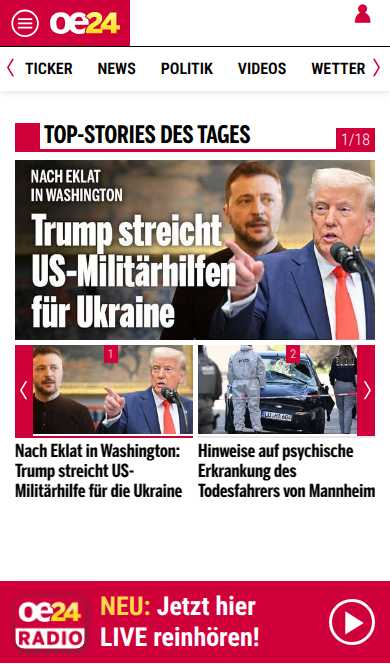 oe24
TICKER NEWS POLITIK VIDEOS WETTER
TOP-STORIES DES TAGES
1/18
NACH EKLAT
IN WASHINGTON
Trump streicht
US-Militärhilfen
für Ukraine
1
2
Nach Eklat in Washington:
Trump streicht US-
Militärhilfe für die Ukraine
Hinweise auf psychische
Erkrankung des
Todesfahrers von Mannheim
oe24
RADIO
NEU: Jetzt hier
LIVE reinhören!